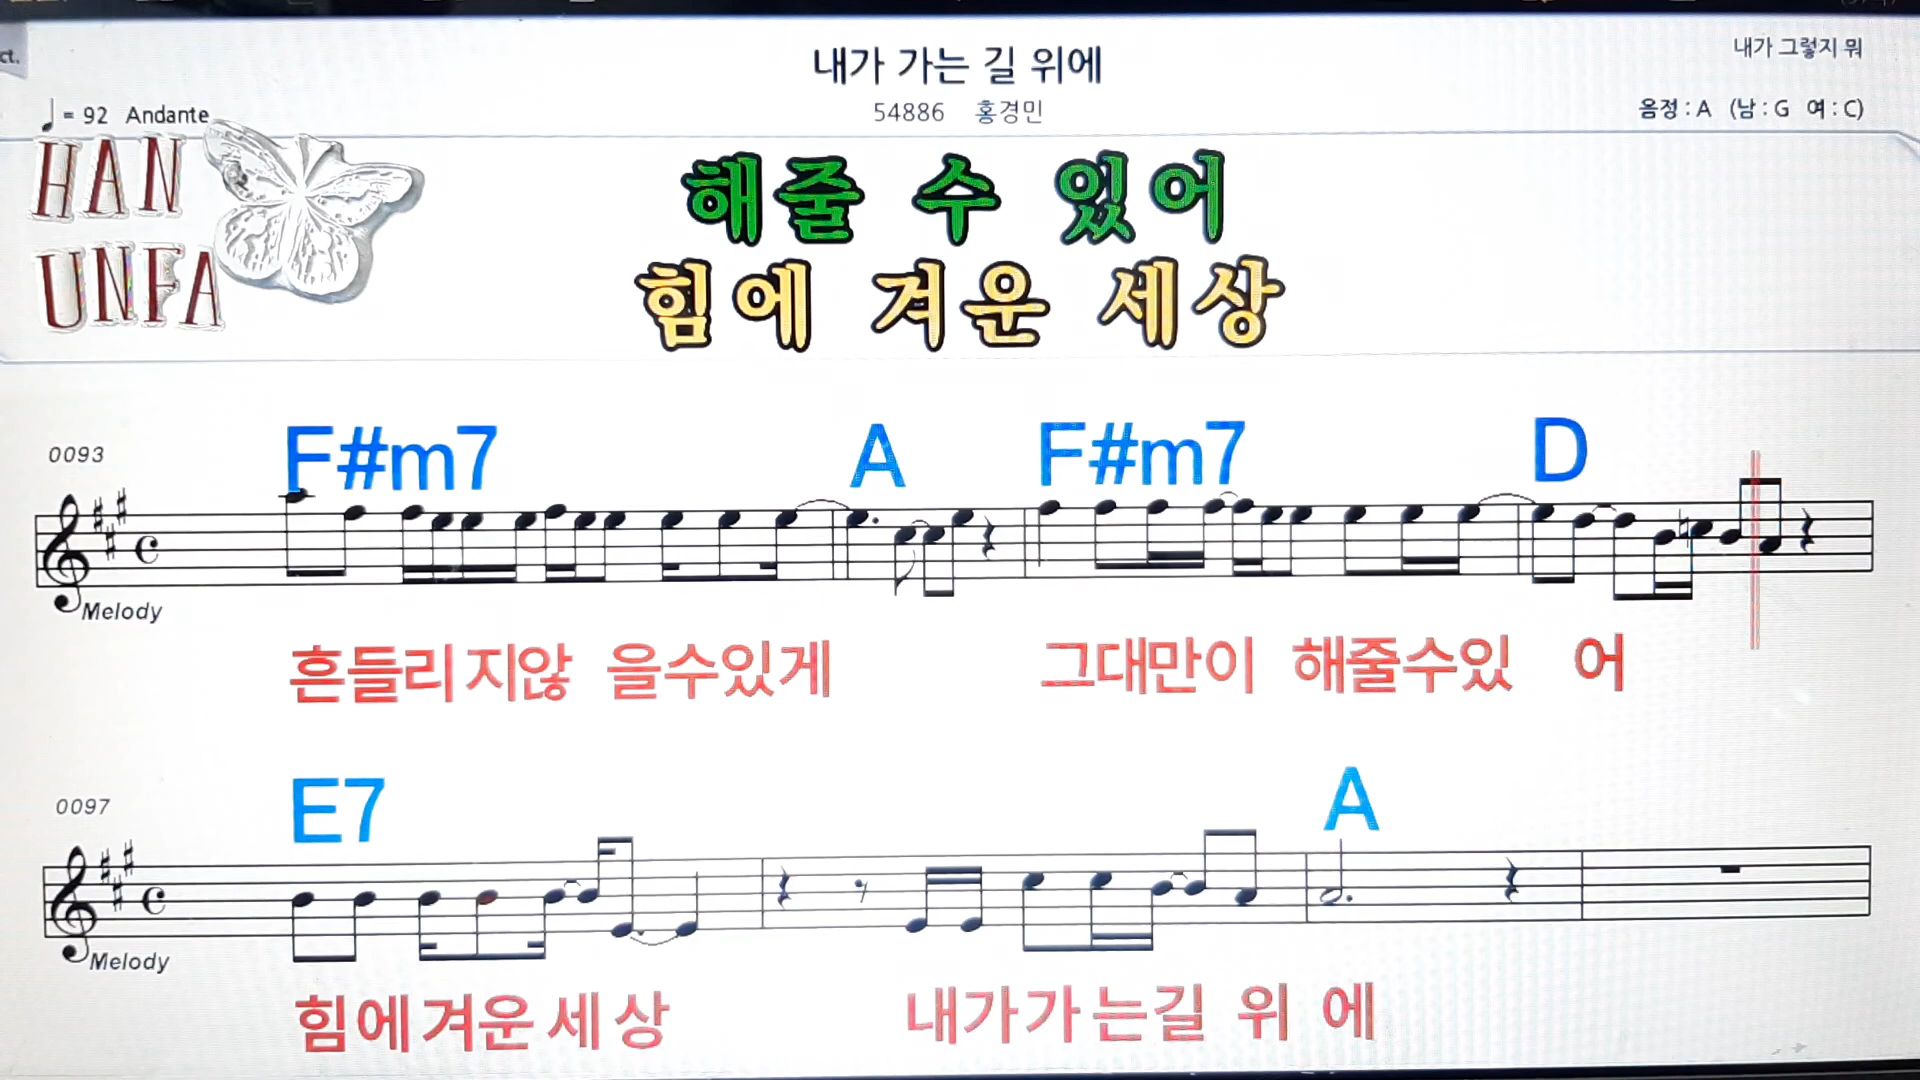 ct.
내가 가는 길 위에
내가 그렇지 뭐
= 92 Andante
54886 홍경민
음정 : A (남 : G 여 : C)
HAN
UNFA
해줄 수 있어
힘에 겨운 세상
0093
F#m7 A F#m7 D
Melody
흔들리지않 을수있게 그대만이 해줄수있 어
0097
E7 A
Melody
힘에겨운세상 내가가는길 위 에